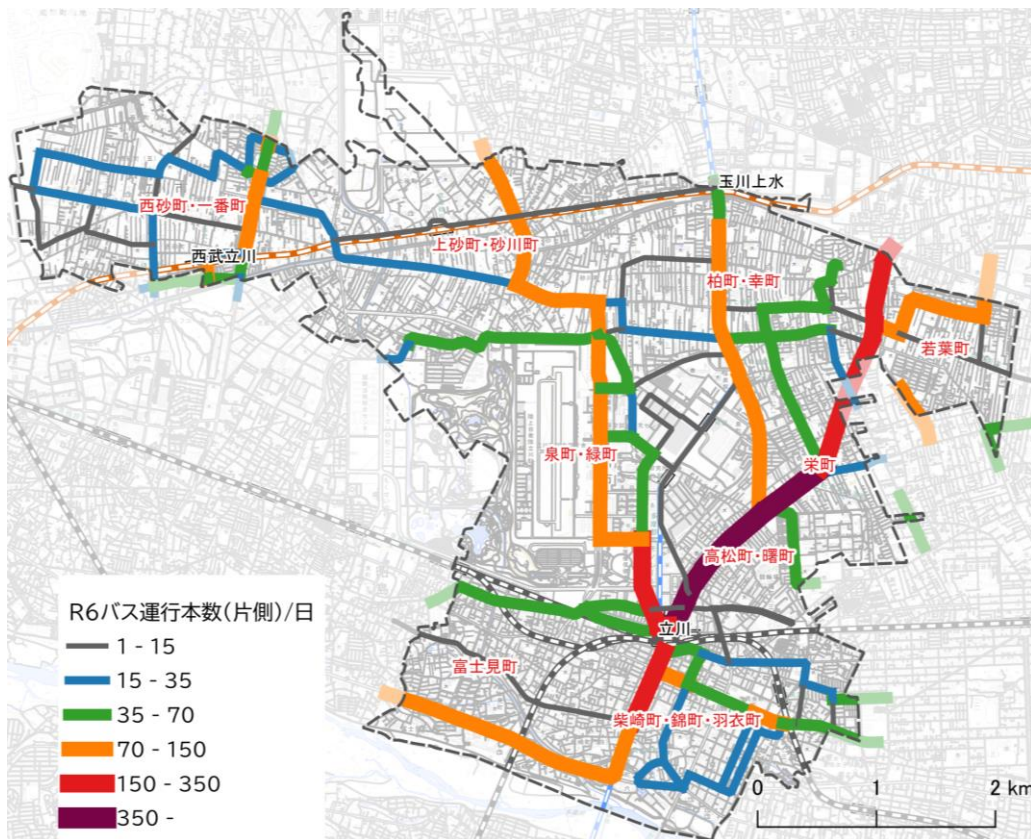 玉川上水
西砂町・一番町
西武立川
上砂町・砂川町
柏町・幸町
若葉町
泉町・緑町
栄町
高松町・曙町
R6バス運行本数(片側)/日
1 - 15
15 - 35
35 - 70
70 - 150
150 - 350
350 -
立川
富士見町
柴崎町・錦町・羽衣町
0 1 2 km